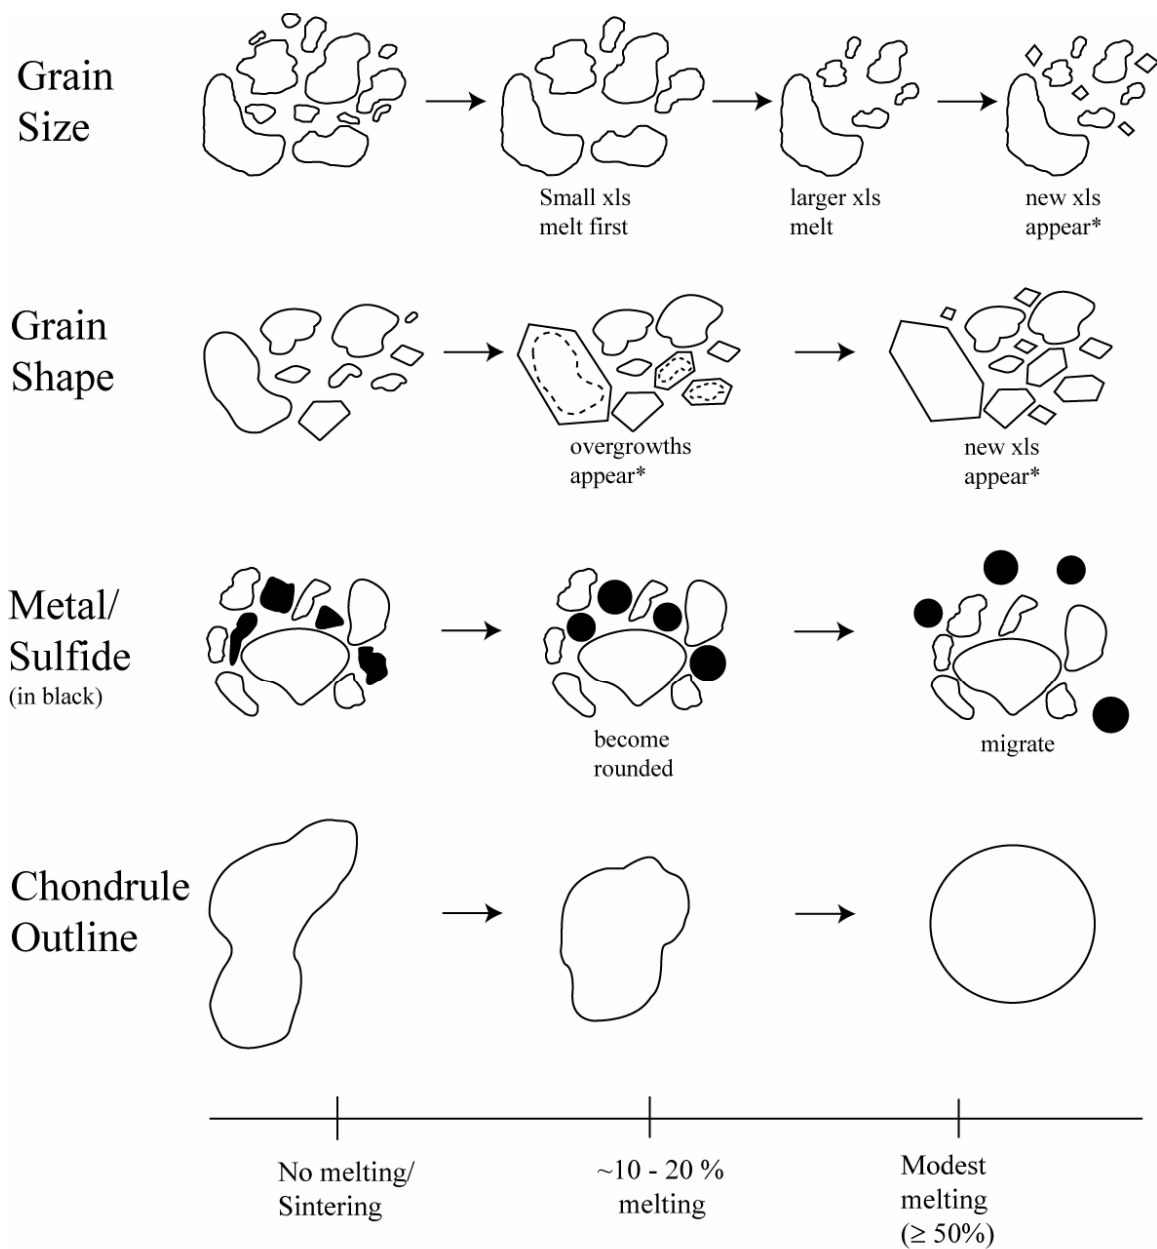 Grain
Size
Small xls
melt first
larger xls
melt
new xls
appear*
Grain
Shape
overgrowths
appear*
new xls
appear*
Metal/
Sulfide
(in black)
become
rounded
migrate
Chondrule
Outline
No melting/
Sintering
~10 - 20 %
melting
Modest
melting
(≥ 50%)